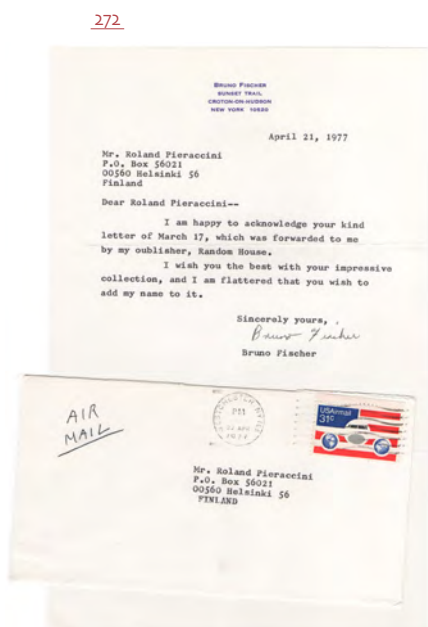 272
BRUNO FISCHER
SUNSET TRAIL
CROTON-ON-HUDSON
NEW YORK 10520
April 21, 1977
Mr. Roland Pieraccini
P.O. Box 56021
00560 Helsinki 56
Finland
Dear Roland Pieraccini--
I am happy to acknowledge your kind
letter of March 17, which was forwarded to me
by my oublisher, Random House.
I wish you the best with your impressive
collection, and I am flattered that you wish to
add my name to it.
Sincerely yours,
Bruno Fischer
Bruno Fischer
AIR
MAIL
PM
1977
USAirmail
31c
Mr. Roland Pieraccini
P.O. Box 56021
00560 Helsinki 56
FINLAND